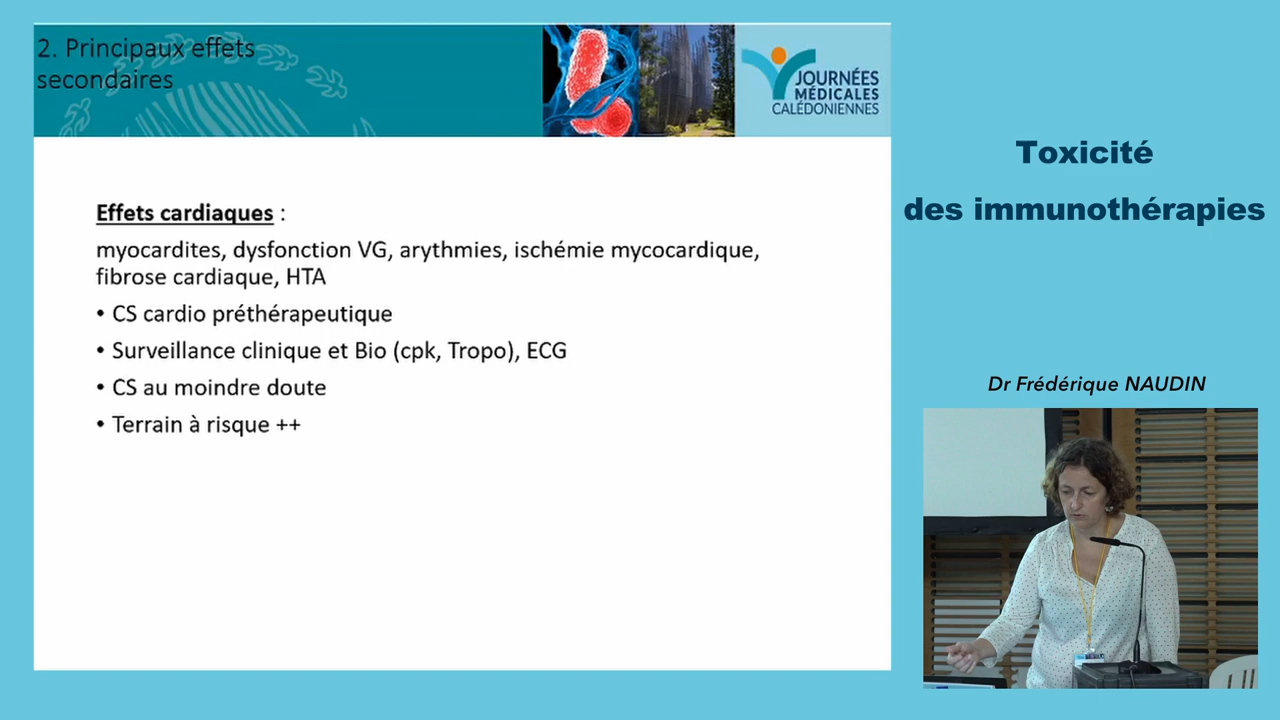 2. Principaux effets
secondaires
JOURNÉES
MÉDICALES
CALÉDONIENNES
Effets cardiaques :
myocardites, dysfonction VG, arythmies, ischémie mycocardique,
fibrose cardiaque, HTA
• CS cardio préthérapeutique
• Surveillance clinique et Bio (cpk, Tropo), ECG
• CS au moindre doute
• Terrain à risque ++
Toxicité
des immunothérapies
Dr Frédérique NAUDIN